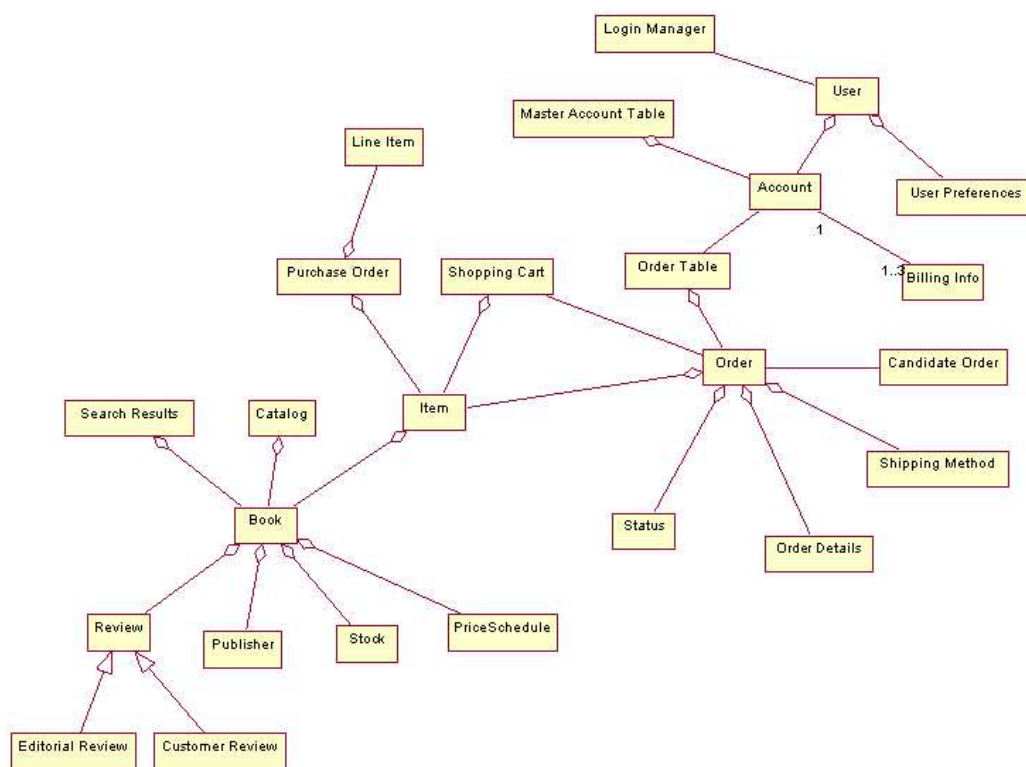 Login Manager
User
Master Account Table
Line Item
Account
User Preferences
1
Purchase Order
Shopping Cart
Order Table
1..3
Billing Info
Order
Candidate Order
Search Results
Catalog
Item
Shipping Method
Book
Status
Order Details
Review
Publisher
Stock
PriceSchedule
Editorial Review
Customer Review